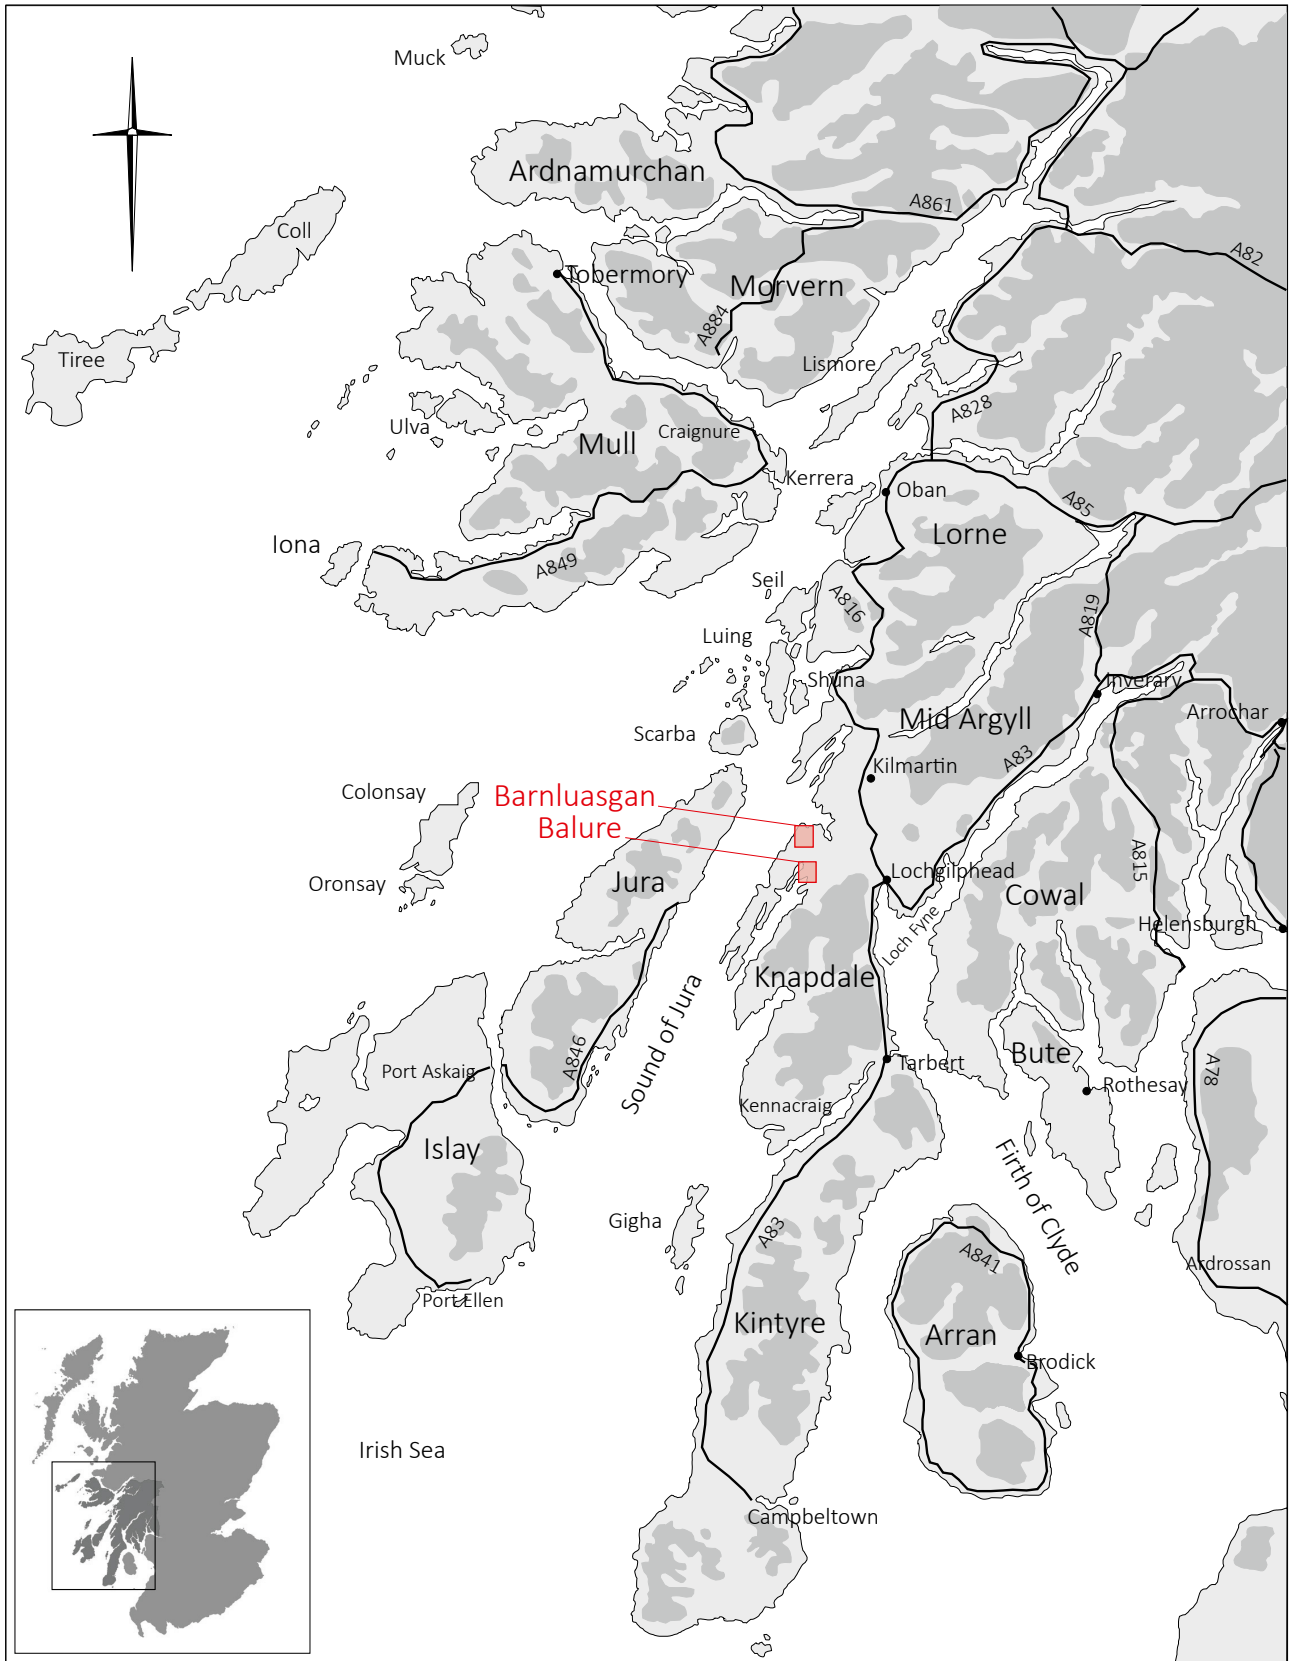 Muck
Ardnamurchan
A861
Coll
A82
Tobermory
Morvern
A884
Tiree
Lismore
A828
Ulva
Craignure
Mull
Kerrera
Oban
A85
Lorne
Iona
A849
Seil
A816
A819
Luing
Shuna
Inverary
Mid Argyll
Arrochar
Scarba
A83
Kilmartin
Colonsay
Barnluasgan
Balure
A815
Oronsay
Jura
Lochgilphead
Cowal
Loch Fyne
Helensburgh
Knapdale
Sound of Jura
A846
Bute
Port Askaig
Tarbert
A78
Rothesay
Kennacraig
Islay
Firth of Clyde
Gigha
A83
A841
Ardrossan
Port Ellen
Kintyre
Arran
Brodick
Irish Sea
Campbeltown